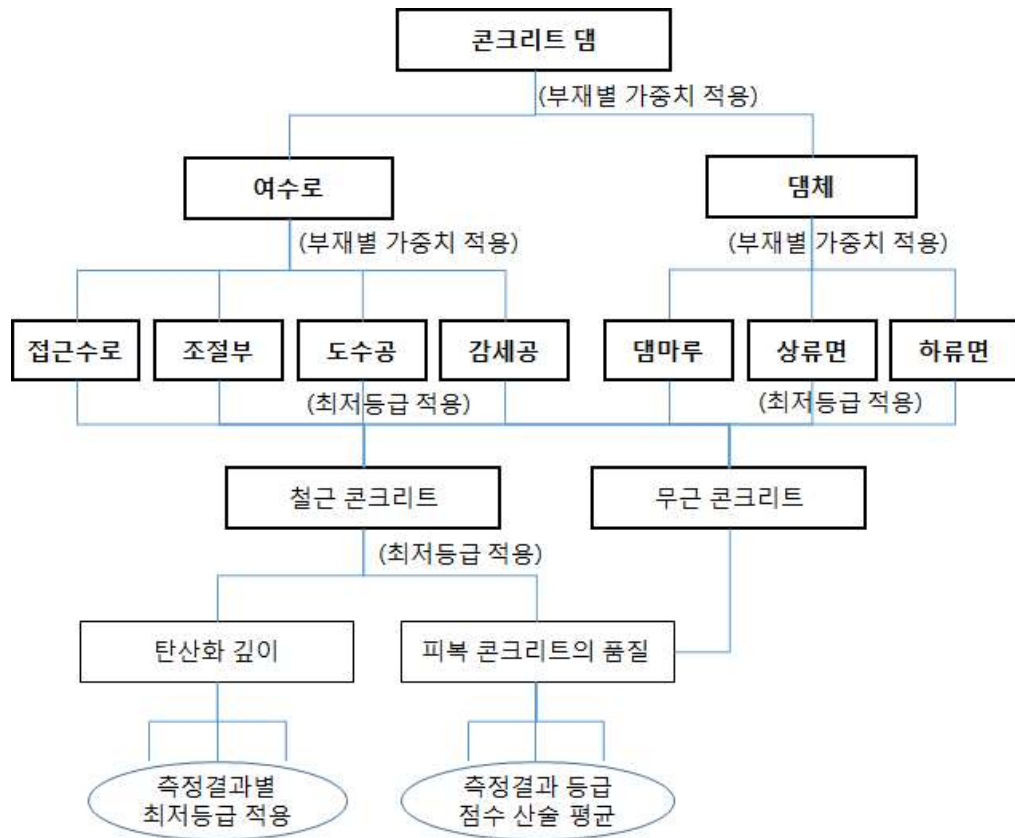 콘크리트 댐
(부재별 가중치 적용)
여수로
댐체
(부재별 가중치 적용)
(부재별 가중치 적용)
접근수로
조절부
도수공
감세공
댐마루
상류면
하류면
(최저등급 적용)
(최저등급 적용)
철근 콘크리트
무근 콘크리트
(최저등급 적용)
탄산화 깊이
피복 콘크리트의 품질
측정결과별
최저등급 적용
측정결과 등급
점수 산술 평균